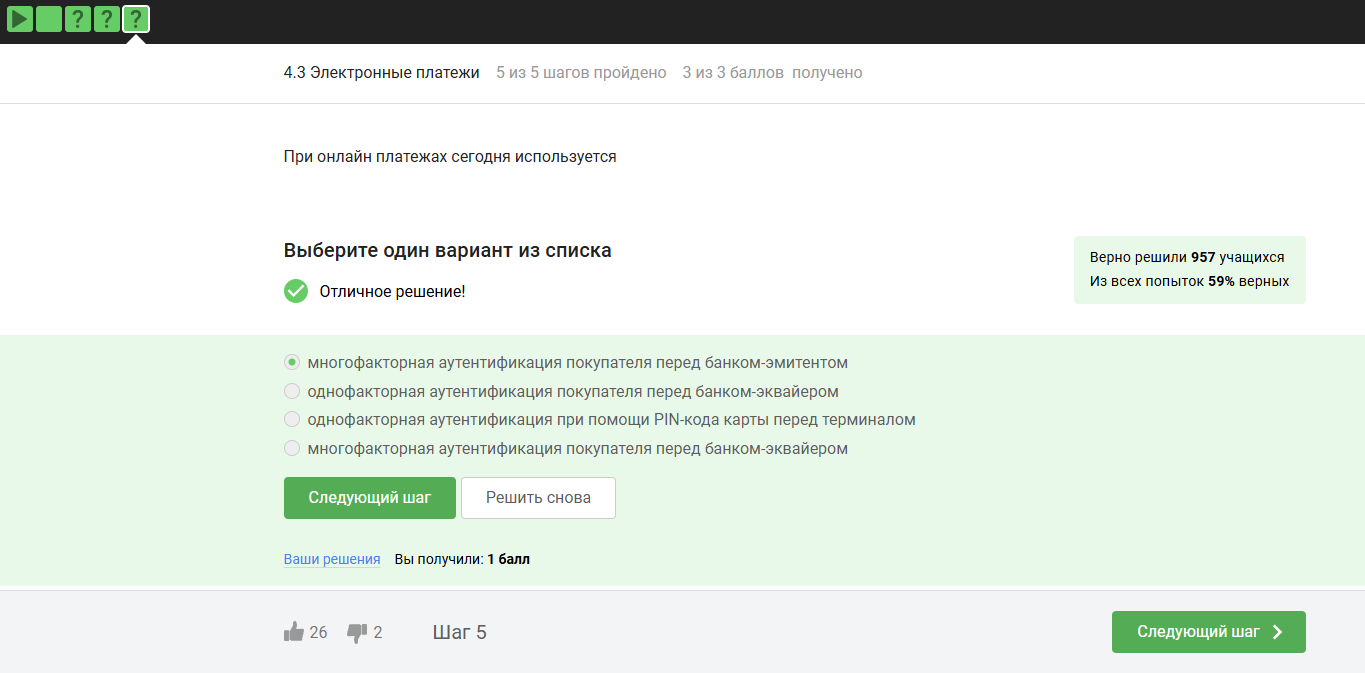 ? ? ?
4.3 Электронные платежи 5 из 5 шагов пройдено 3 из 3 баллов получено
При онлайн платежах сегодня используется
Выберите один вариант из списка
Отличное решение!
Верно решили 957 учащихся
Из всех попыток 59% верных
многофакторная аутентификация покупателя перед банком-эмитентом
однофакторная аутентификация покупателя перед банком-эквайером
однофакторная аутентификация при помощи PIN-кода карты перед терминалом
многофакторная аутентификация покупателя перед банком-эквайером
Следующий шаг Решить снова
Ваши решения Вы получили: 1 балл
26 2 Шаг 5 Следующий шаг